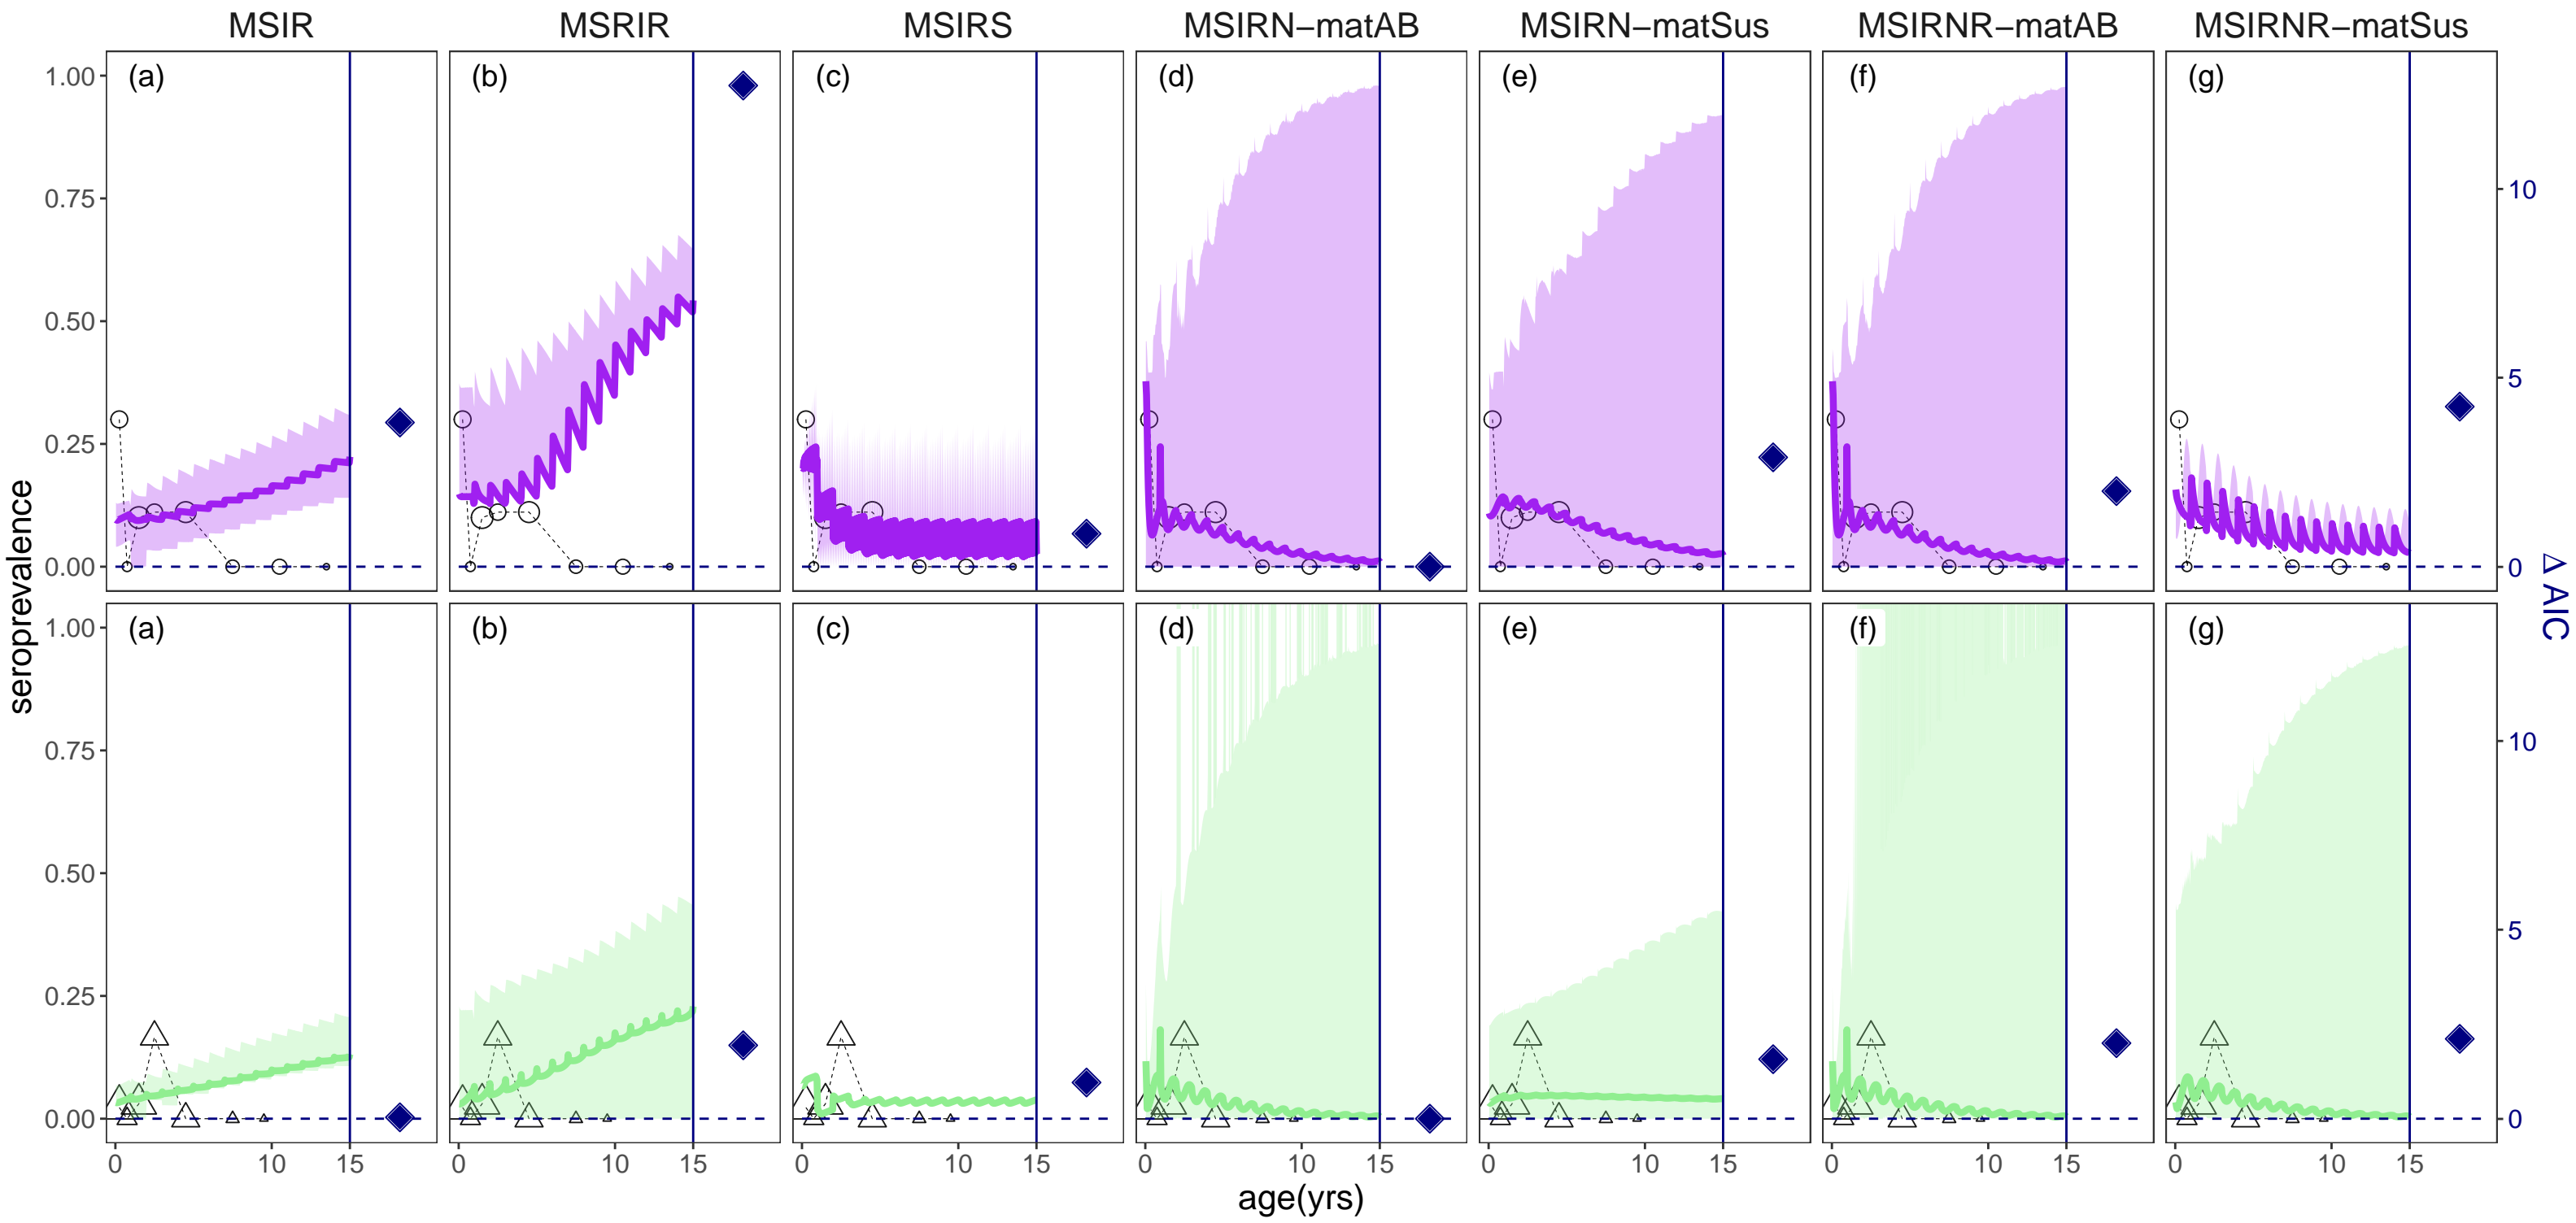 MSIR MSRIR MSIRS MSIRN–matAB MSIRN–matSus MSIRNR–matAB MSIRNR–matSus
(a) (b) (c) (d) (e) (f) (g)
1.00
0.75
0.50
0.25
0.00
10
5
0
(a) (b) (c) (d) (e) (f) (g)
1.00
0.75
0.50
0.25
0.00
10
5
0
seroprevalence
Δ AIC
0 10 15 0 10 15 0 10 15 0 10 15 0 10 15 0 10 15 0 10 15
age(yrs)